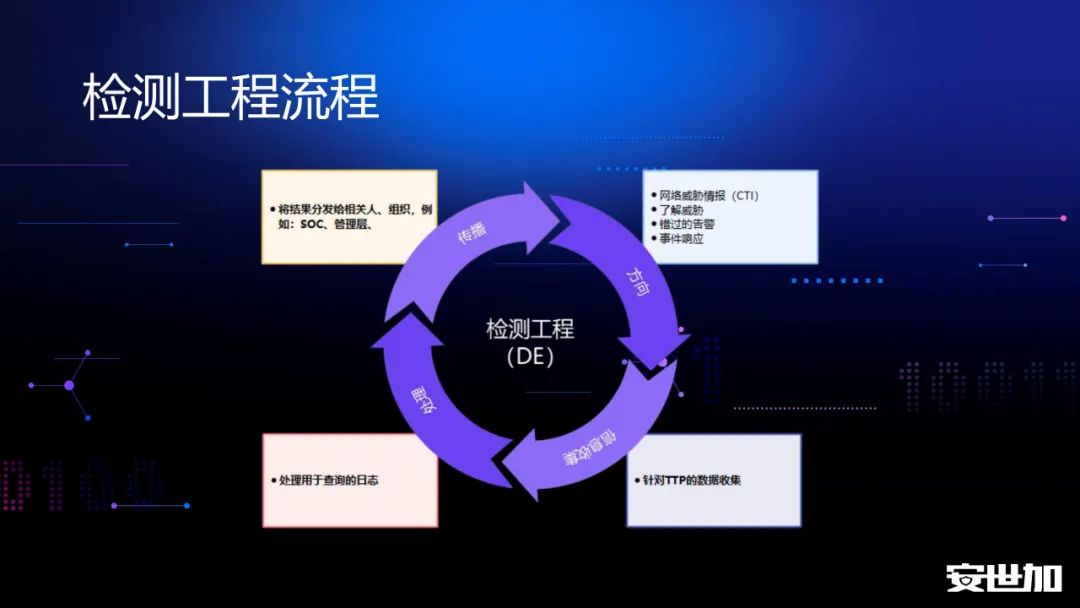 检测工程流程
• 将结果分发给相关人、组织，例
如：SOC、管理层、
• 网络威胁情报（CTI）
• 了解威胁
• 错过的告警
• 事件响应
传播
方向
检测工程
（DE）
处理
信息收集
• 处理用于查询的日志
• 针对TTP的数据收集
安世加